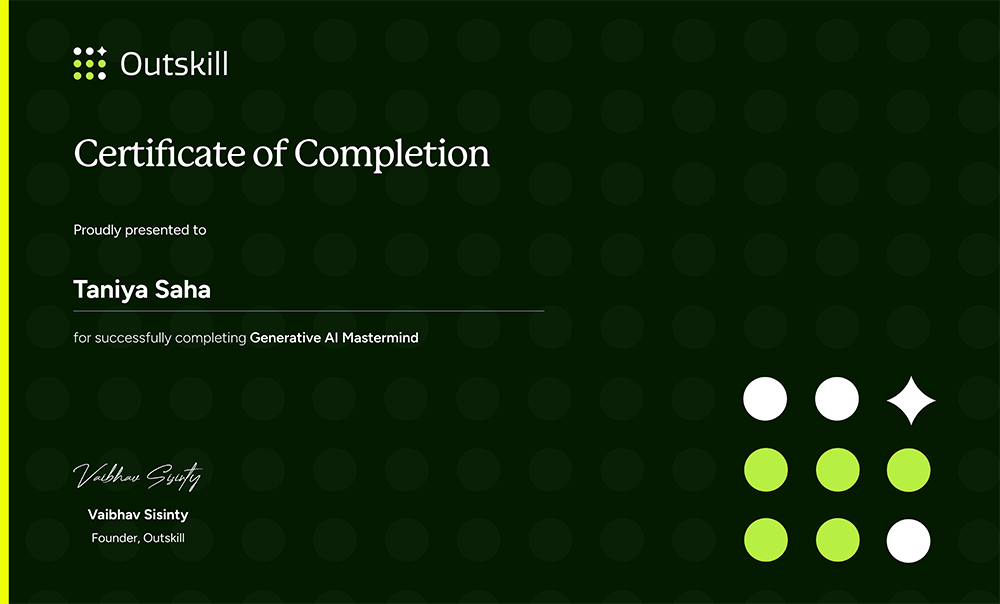 Outskill
Certificate of Completion
Proudly presented to
Taniya Saha
for successfully completing Generative AI Mastermind
Vaibhav Sisinty
Vaibhav Sisinty
Founder, Outskill